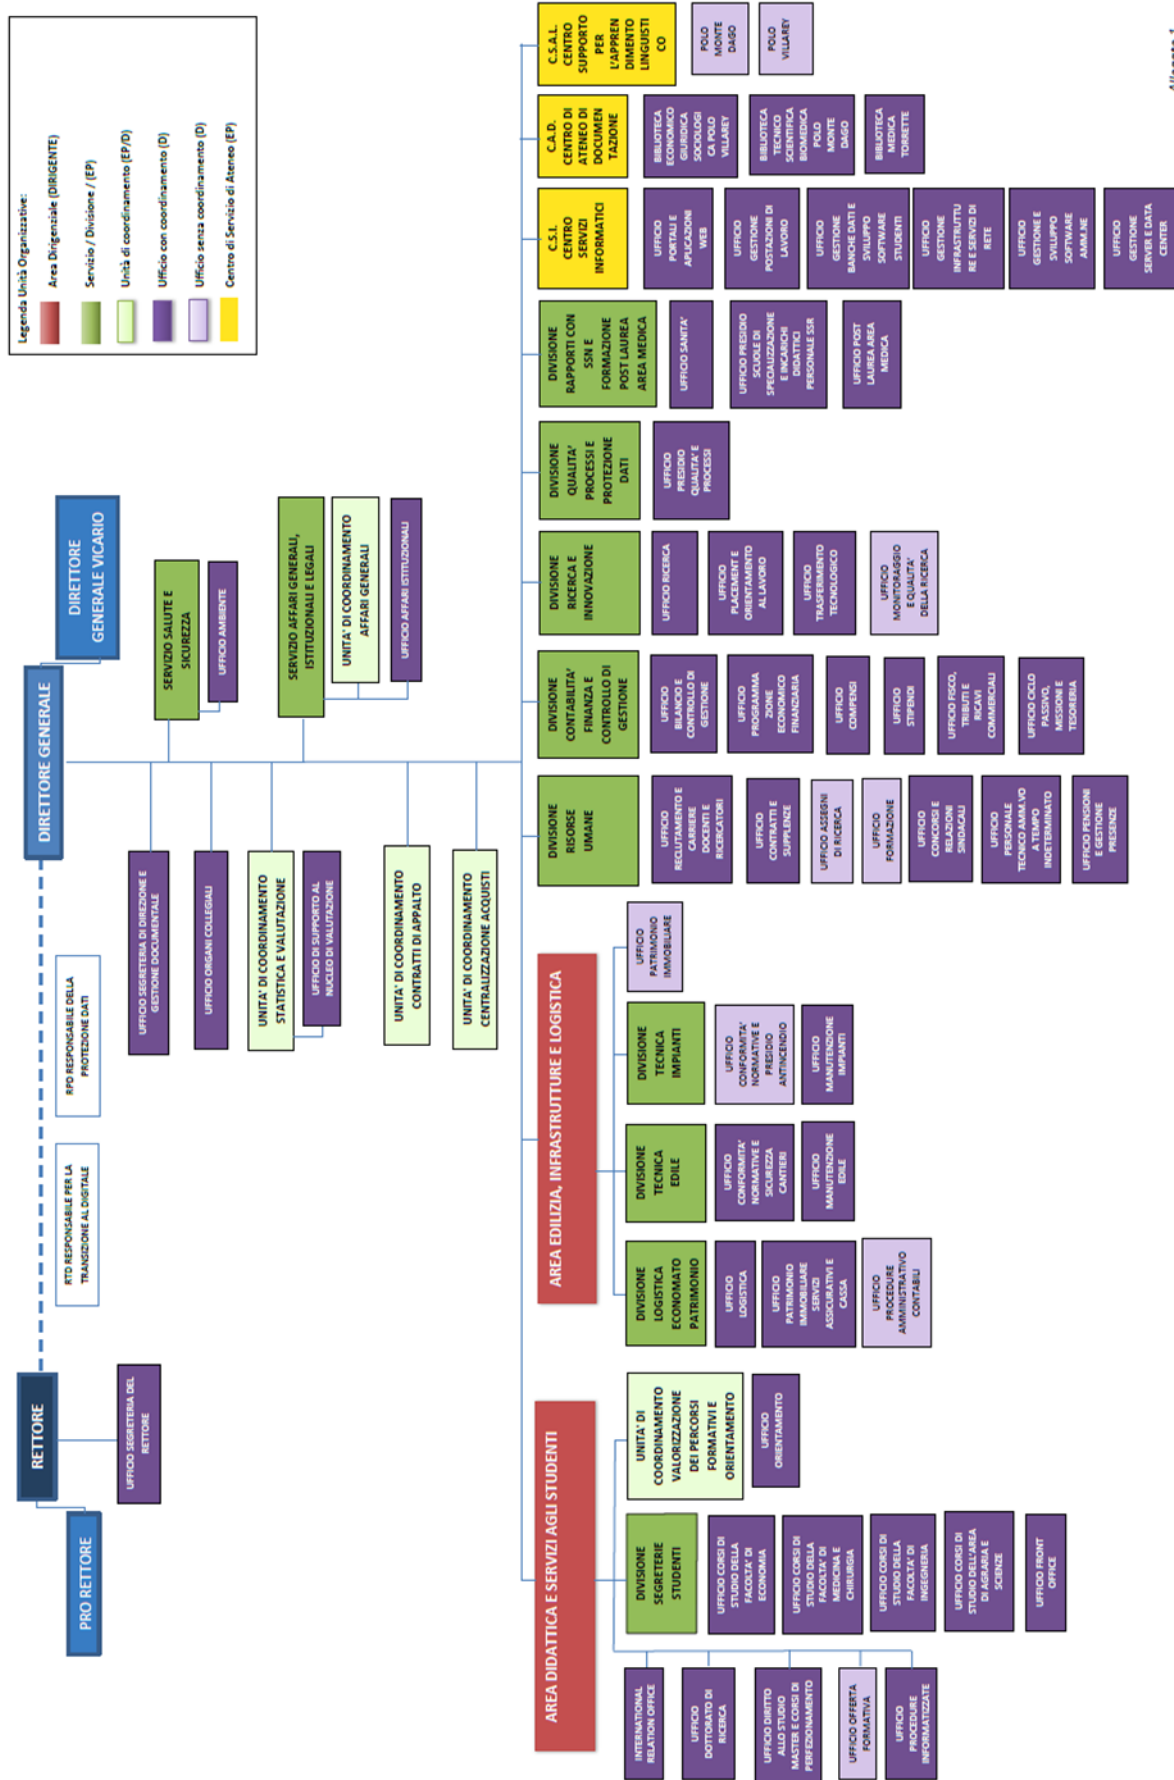 RETTORE
PRO RETTORE
UFFICIO SEGRETERIA DEL
RETTORE
RTD RESPONSABILE PER LA
TRANSIZIONE AL DIGITALE
RPD RESPONSABILE DELLA
PROTEZIONE DATI
DIRETTORE GENERALE
DIRETTORE
GENERALE VICARIO
Legenda Unità Organizzative:
Area Dirigenziale (DIRIGENTE)
Servizio / Divisione / (EP)
Unità di coordinamento (EP/D)
Ufficio con coordinamento (D)
Ufficio senza coordinamento (D)
Centro di Servizio di Ateneo (EP)
UFFICIO SEGRETERIA DI DIREZIONE E
GESTIONE DOCUMENTALE
UFFICIO ORGANI COLLEGIALI
UNITA' DI COORDINAMENTO
STATISTICA E VALUTAZIONE
UFFICIO DI SUPPORTO AL
NUCLEO DI VALUTAZIONE
UNITA' DI COORDINAMENTO
CONTRATTI DI APPALTO
UNITA' DI COORDINAMENTO
CENTRALIZZAZIONE ACQUISTI
SERVIZIO SALUTE E
SICUREZZA
UFFICIO AMBIENTE
SERVIZIO AFFARI GENERALI,
ISTITUZIONALI E LEGALI
UNITA' DI COORDINAMENTO
AFFARI GENERALI
UFFICIO AFFARI ISTITUZIONALI
AREA DIDATTICA E SERVIZI AGLI STUDENTI
INTERNATIONAL
RELATION OFFICE
UFFICIO
DOTTORATO DI
RICERCA
UFFICIO DIRITTO
ALLO STUDIO
MASTER E CORSI DI
PERFEZIONAMENTO
UFFICIO OFFERTA
FORMATIVA
UFFICIO
PROCEDURE
INFORMATIZZATE
DIVISIONE
SEGRETERIE
STUDENTI
UFFICIO CORSI DI
STUDIO DELLA
FACOLTA' DI
ECONOMIA
UFFICIO CORSI DI
STUDIO DELLA
FACOLTA' DI
MEDICINA E
CHIRURGIA
UFFICIO CORSI DI
STUDIO DELLA
FACOLTA' DI
INGEGNERIA
UFFICIO CORSI DI
STUDIO DELL'AREA
DI AGRARIA E
SCIENZE
UFFICIO FRONT
OFFICE
UNITA' DI
COORDINAMENTO
VALORIZZAZIONE
DEI PERCORSI
FORMATIVI E
ORIENTAMENTO
UFFICIO
ORIENTAMENTO
AREA EDILIZIA, INFRASTRUTTURE E LOGISTICA
DIVISIONE
LOGISTICA
ECONOMATO
PATRIMONIO
UFFICIO
LOGISTICA
UFFICIO
PATRIMONIO
IMMOBILIARE
SERVIZI
ASSICURATIVI E
CASSA
UFFICIO
PROCEDURE
AMMINISTRATIVO
CONTABILI
DIVISIONE
TECNICA
EDILE
UFFICIO
CONFORMITA'
NORMATIVE E
SICUREZZA
CANTIERI
UFFICIO
MANUTENZIONE
EDILE
DIVISIONE
TECNICA
IMPIANTI
UFFICIO
CONFORMITA'
NORMATIVE E
PRESIDIO
ANTINCENDIO
UFFICIO
MANUTENZIONE
IMPIANTI
UFFICIO
PATRIMONIO
IMMOBILIARE
DIVISIONE
RISORSE
UMANE
UFFICIO
RECLUTAMENTO E
CARRIERE
DOCENTI E
RICERCATORI
UFFICIO
CONTRATTI E
SUPPLENZE
UFFICIO ASSEGNI
DI RICERCA
UFFICIO
FORMAZIONE
UFFICIO
CONCORSI E
RELAZIONI
SINDACALI
UFFICIO
PERSONALE
TECNICO AMM.VO
A TEMPO
INDETERMINATO
UFFICIO PENSIONI
E GESTIONE
PRESENZE
DIVISIONE
CONTABILITA'
FINANZA E
CONTROLLO DI
GESTIONE
UFFICIO
BILANCIO E
CONTROLLO DI
GESTIONE
UFFICIO
PROGRAMMA
ZIONE
ECONOMICO
FINANZIARIA
UFFICIO
COMPENSI
UFFICIO
STIPENDI
UFFICIO FISCO,
TRIBUTI E
RICAVI
COMMERCIALI
UFFICIO CICLO
PASSIVO,
MISSIONI E
TESORERIA
DIVISIONE
RICERCA E
INNOVAZIONE
UFFICIO RICERCA
UFFICIO
PLACEMENT E
ORIENTAMENTO
AL LAVORO
UFFICIO
TRASFERIMENTO
TECNOLOGICO
UFFICIO
MONITORAGGIO
E QUALITA'
DELLA RICERCA
DIVISIONE
QUALITA'
PROCESSI E
PROTEZIONE
DATI
UFFICIO
PRESIDIO
QUALITA' E
PROCESSI
DIVISIONE
RAPPORTI CON
SSN E
FORMAZIONE
POST LAUREA
AREA MEDICA
UFFICIO SANITA'
UFFICIO PRESIDIO
SCUOLE DI
SPECIALIZZAZIONE
E INCARICHI
DIDATTICI
PERSONALE SSR
UFFICIO POST
LAUREA AREA
MEDICA
C.S.I.
CENTRO
SERVIZI
INFORMATICI
UFFICIO
PORTALI E
APLICAZIONI
WEB
UFFICIO
GESTIONE
POSTAZIONI DI
LAVORO
UFFICIO
GESTIONE
BANCHE DATI E
SVILUPPO
SOFTWARE
STUDENTI
UFFICIO
GESTIONE
INFRASTRUTTU
RE E SERVIZI DI
RETE
UFFICIO
GESTIONE E
SVILUPPO
SOFTWARE
AMM.NE
UFFICIO
GESTIONE
SERVER E DATA
CENTER
C.A.D.
CENTRO DI
ATENEO DI
DOCUMEN
TAZIONE
BIBLIOTECA
ECONOMICO
GIURIDICA
SOCIOLOGI
CA POLO
VILLAREY
BIBLIOTECA
TECNICO
SCIENTIFICA
BIOMEDICA
POLO
MONTE
DAGO
BIBLIOTECA
MEDICA
TORRETTE
C.S.A.L.
CENTRO
SUPPORTO
PER
L'APPREN
DIMENTO
LINGUISTI
CO
POLO
MONTE
DAGO
POLO
VILLAREY
Allegato 1